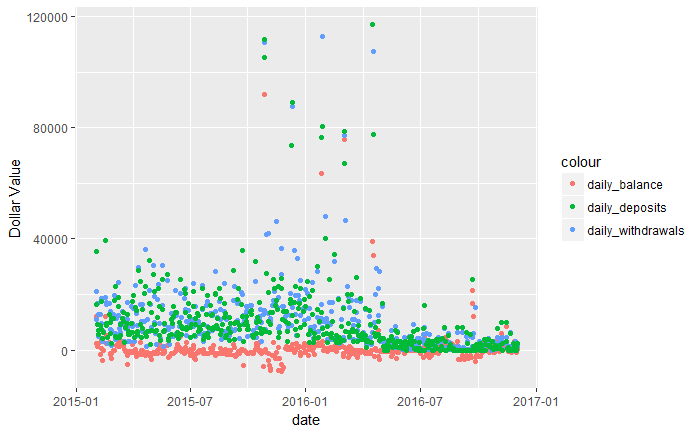 120000
80000
40000
0
Dollar Value
2015-01
2015-07
2016-01
2016-07
2017-01
date
colour
daily_balance
daily_deposits
daily_withdrawals